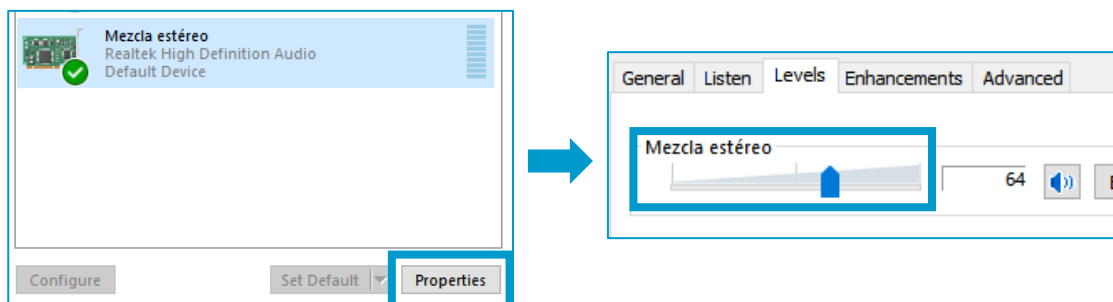 Mezcla estéreo
Realtek High Definition Audio
Default Device
Configure
Set Default
Properties
General
Listen
Levels
Enhancements
Advanced
Mezcla estéreo
64